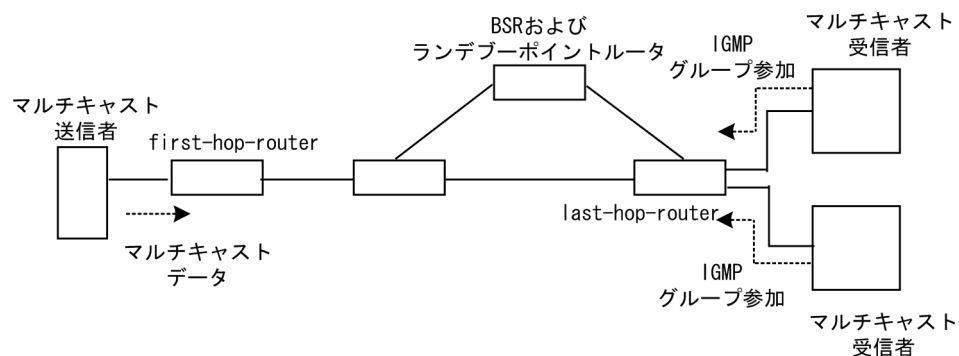 BSRおよび
ランデブーポイントルータ
マルチキャスト
受信者
IGMP
グループ参加
マルチキャスト
送信者
first-hop-router
last-hop-router
マルチキャスト
データ
IGMP
グループ参加
マルチキャスト
受信者